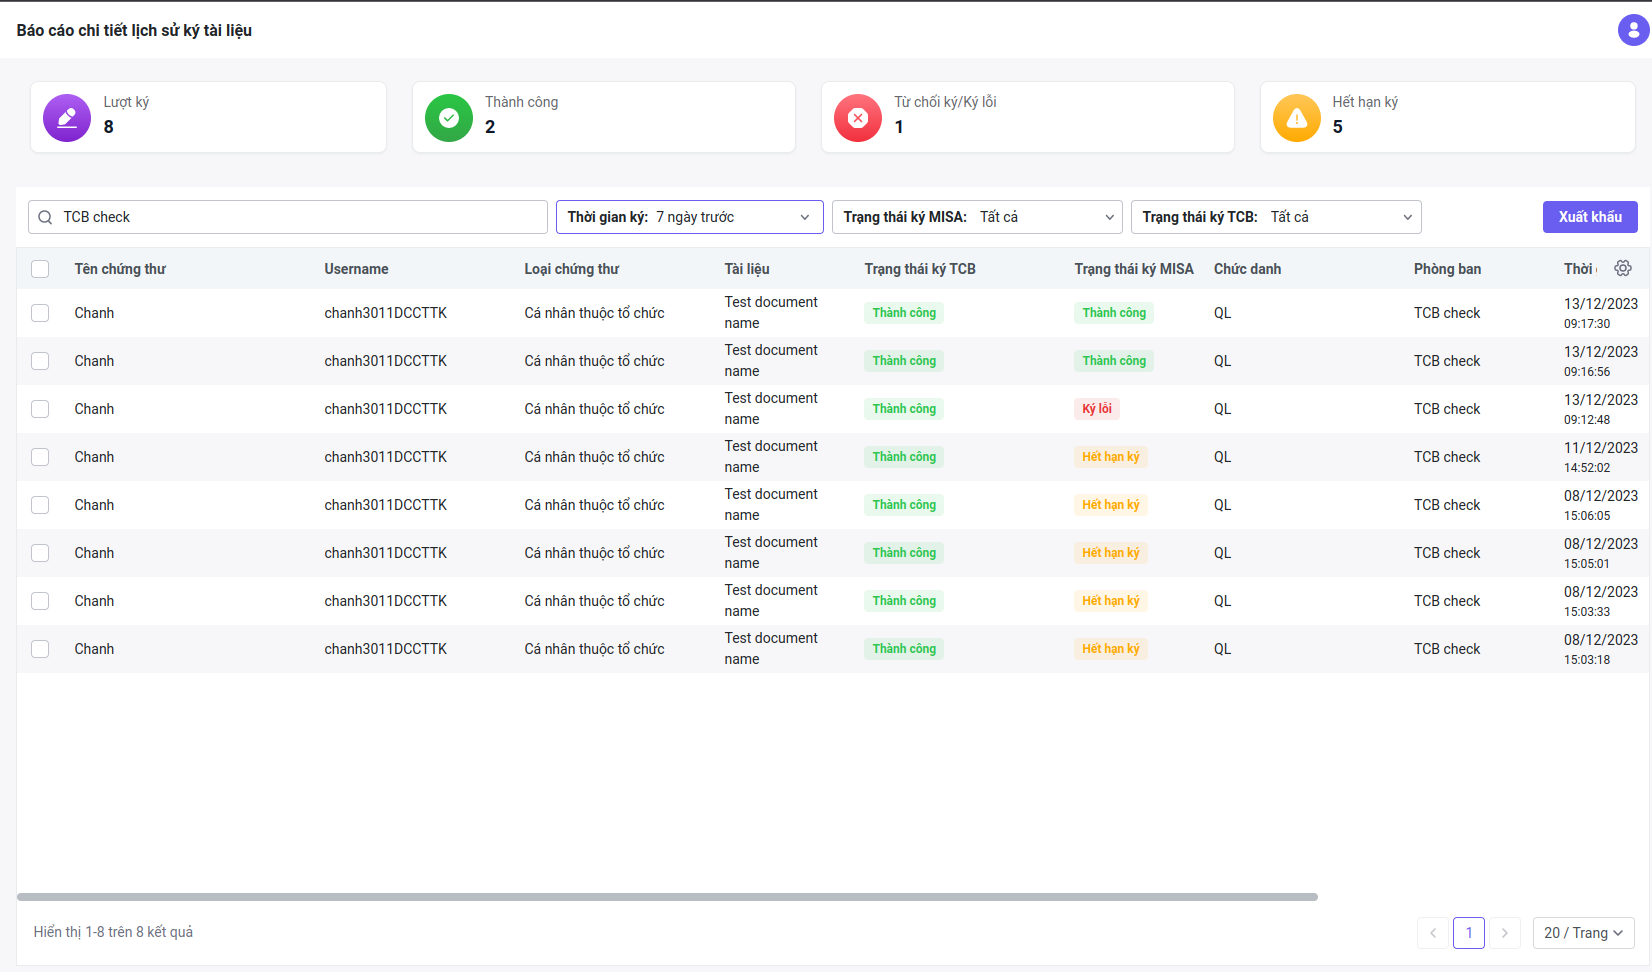 Báo cáo chi tiết lịch sử ký tài liệu
Lượt ký
8
Thành công
2
Từ chối ký/Ký lỗi
1
Hết hạn ký
5
TCB check
Thời gian ký: 7 ngày trước
Trạng thái ký MISA: Tất cả
Trạng thái ký TCB: Tất cả
Xuất khẩu
Tên chứng thư Username Loại chứng thư Tài liệu Trạng thái ký TCB Trạng thái ký MISA Chức danh Phòng ban Thời
Chanh chanh3011DCCTTK Cá nhân thuộc tổ chức Test document name Thành công Thành công QL TCB check 13/12/2023 09:17:30
Chanh chanh3011DCCTTK Cá nhân thuộc tổ chức Test document name Thành công Thành công QL TCB check 13/12/2023 09:16:56
Chanh chanh3011DCCTTK Cá nhân thuộc tổ chức Test document name Thành công Ký lỗi QL TCB check 13/12/2023 09:12:48
Chanh chanh3011DCCTTK Cá nhân thuộc tổ chức Test document name Thành công Hết hạn ký QL TCB check 11/12/2023 14:52:02
Chanh chanh3011DCCTTK Cá nhân thuộc tổ chức Test document name Thành công Hết hạn ký QL TCB check 08/12/2023 15:06:05
Chanh chanh3011DCCTTK Cá nhân thuộc tổ chức Test document name Thành công Hết hạn ký QL TCB check 08/12/2023 15:05:01
Chanh chanh3011DCCTTK Cá nhân thuộc tổ chức Test document name Thành công Hết hạn ký QL TCB check 08/12/2023 15:03:33
Chanh chanh3011DCCTTK Cá nhân thuộc tổ chức Test document name Thành công Hết hạn ký QL TCB check 08/12/2023 15:03:18
Hiển thị 1-8 trên 8 kết quả
1
20 / Trang